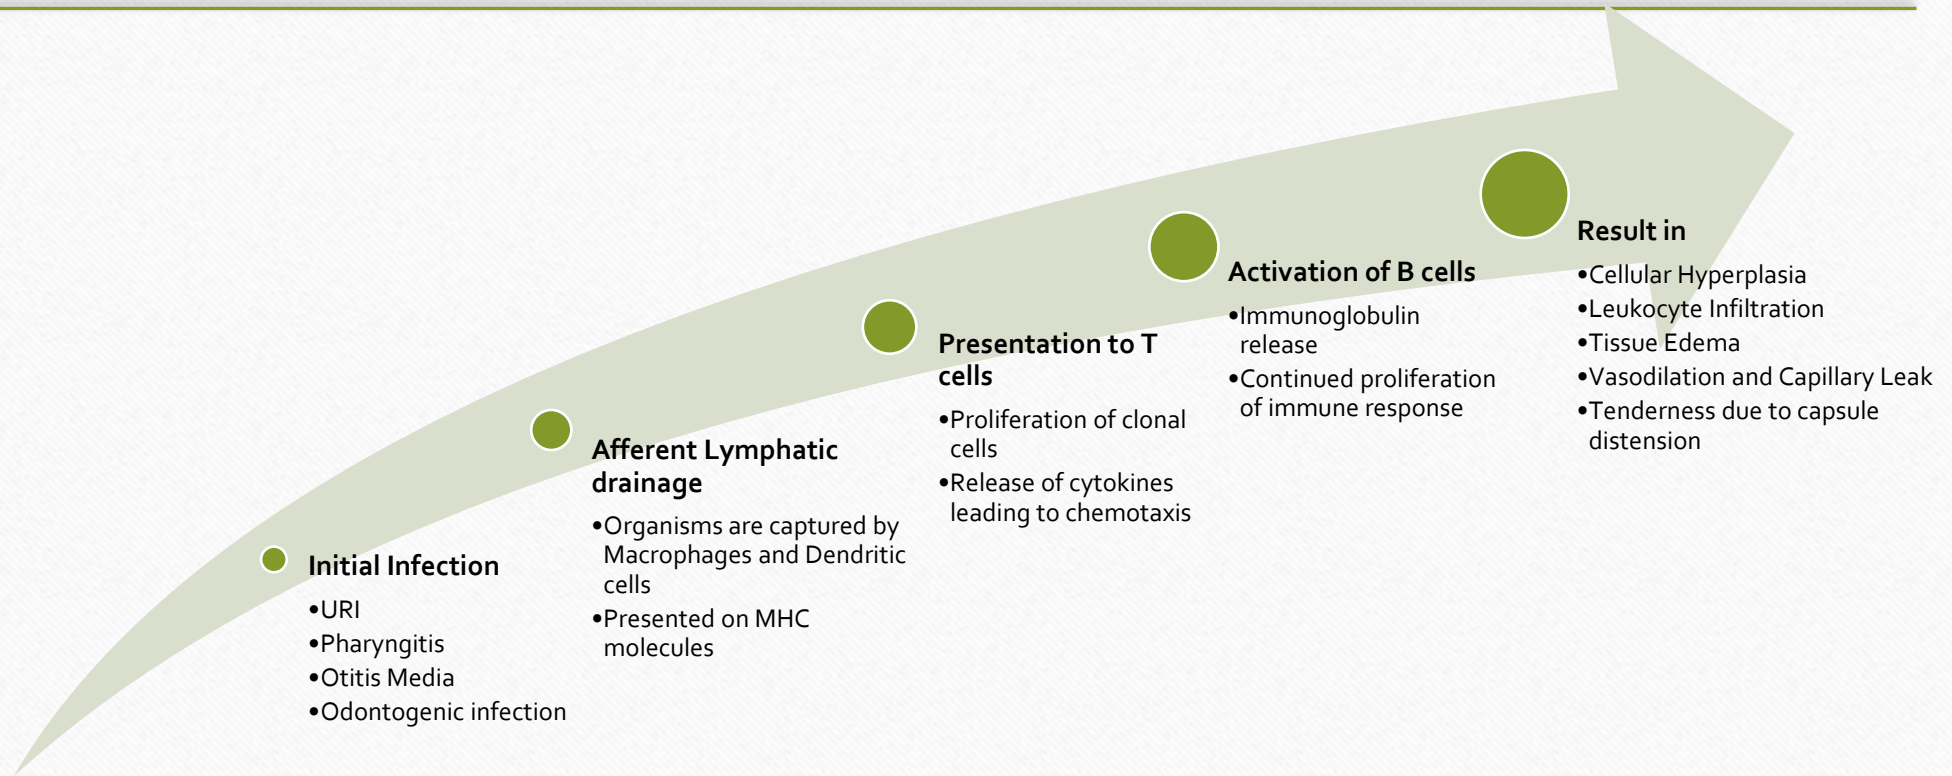 Initial Infection
•URI
•Pharyngitis
•Otitis Media
•Odontogenic infection
Afferent Lymphatic
drainage
•Organisms are captured by
Macrophages and Dendritic
cells
•Presented on MHC
molecules
Presentation to T
cells
•Proliferation of clonal
cells
•Release of cytokines
leading to chemotaxis
Activation of B cells
•Immunoglobulin
release
•Continued proliferation
of immune response
Result in
•Cellular Hyperplasia
•Leukocyte Infiltration
•Tissue Edema
•Vasodilation and Capillary Leak
•Tenderness due to capsule
distension